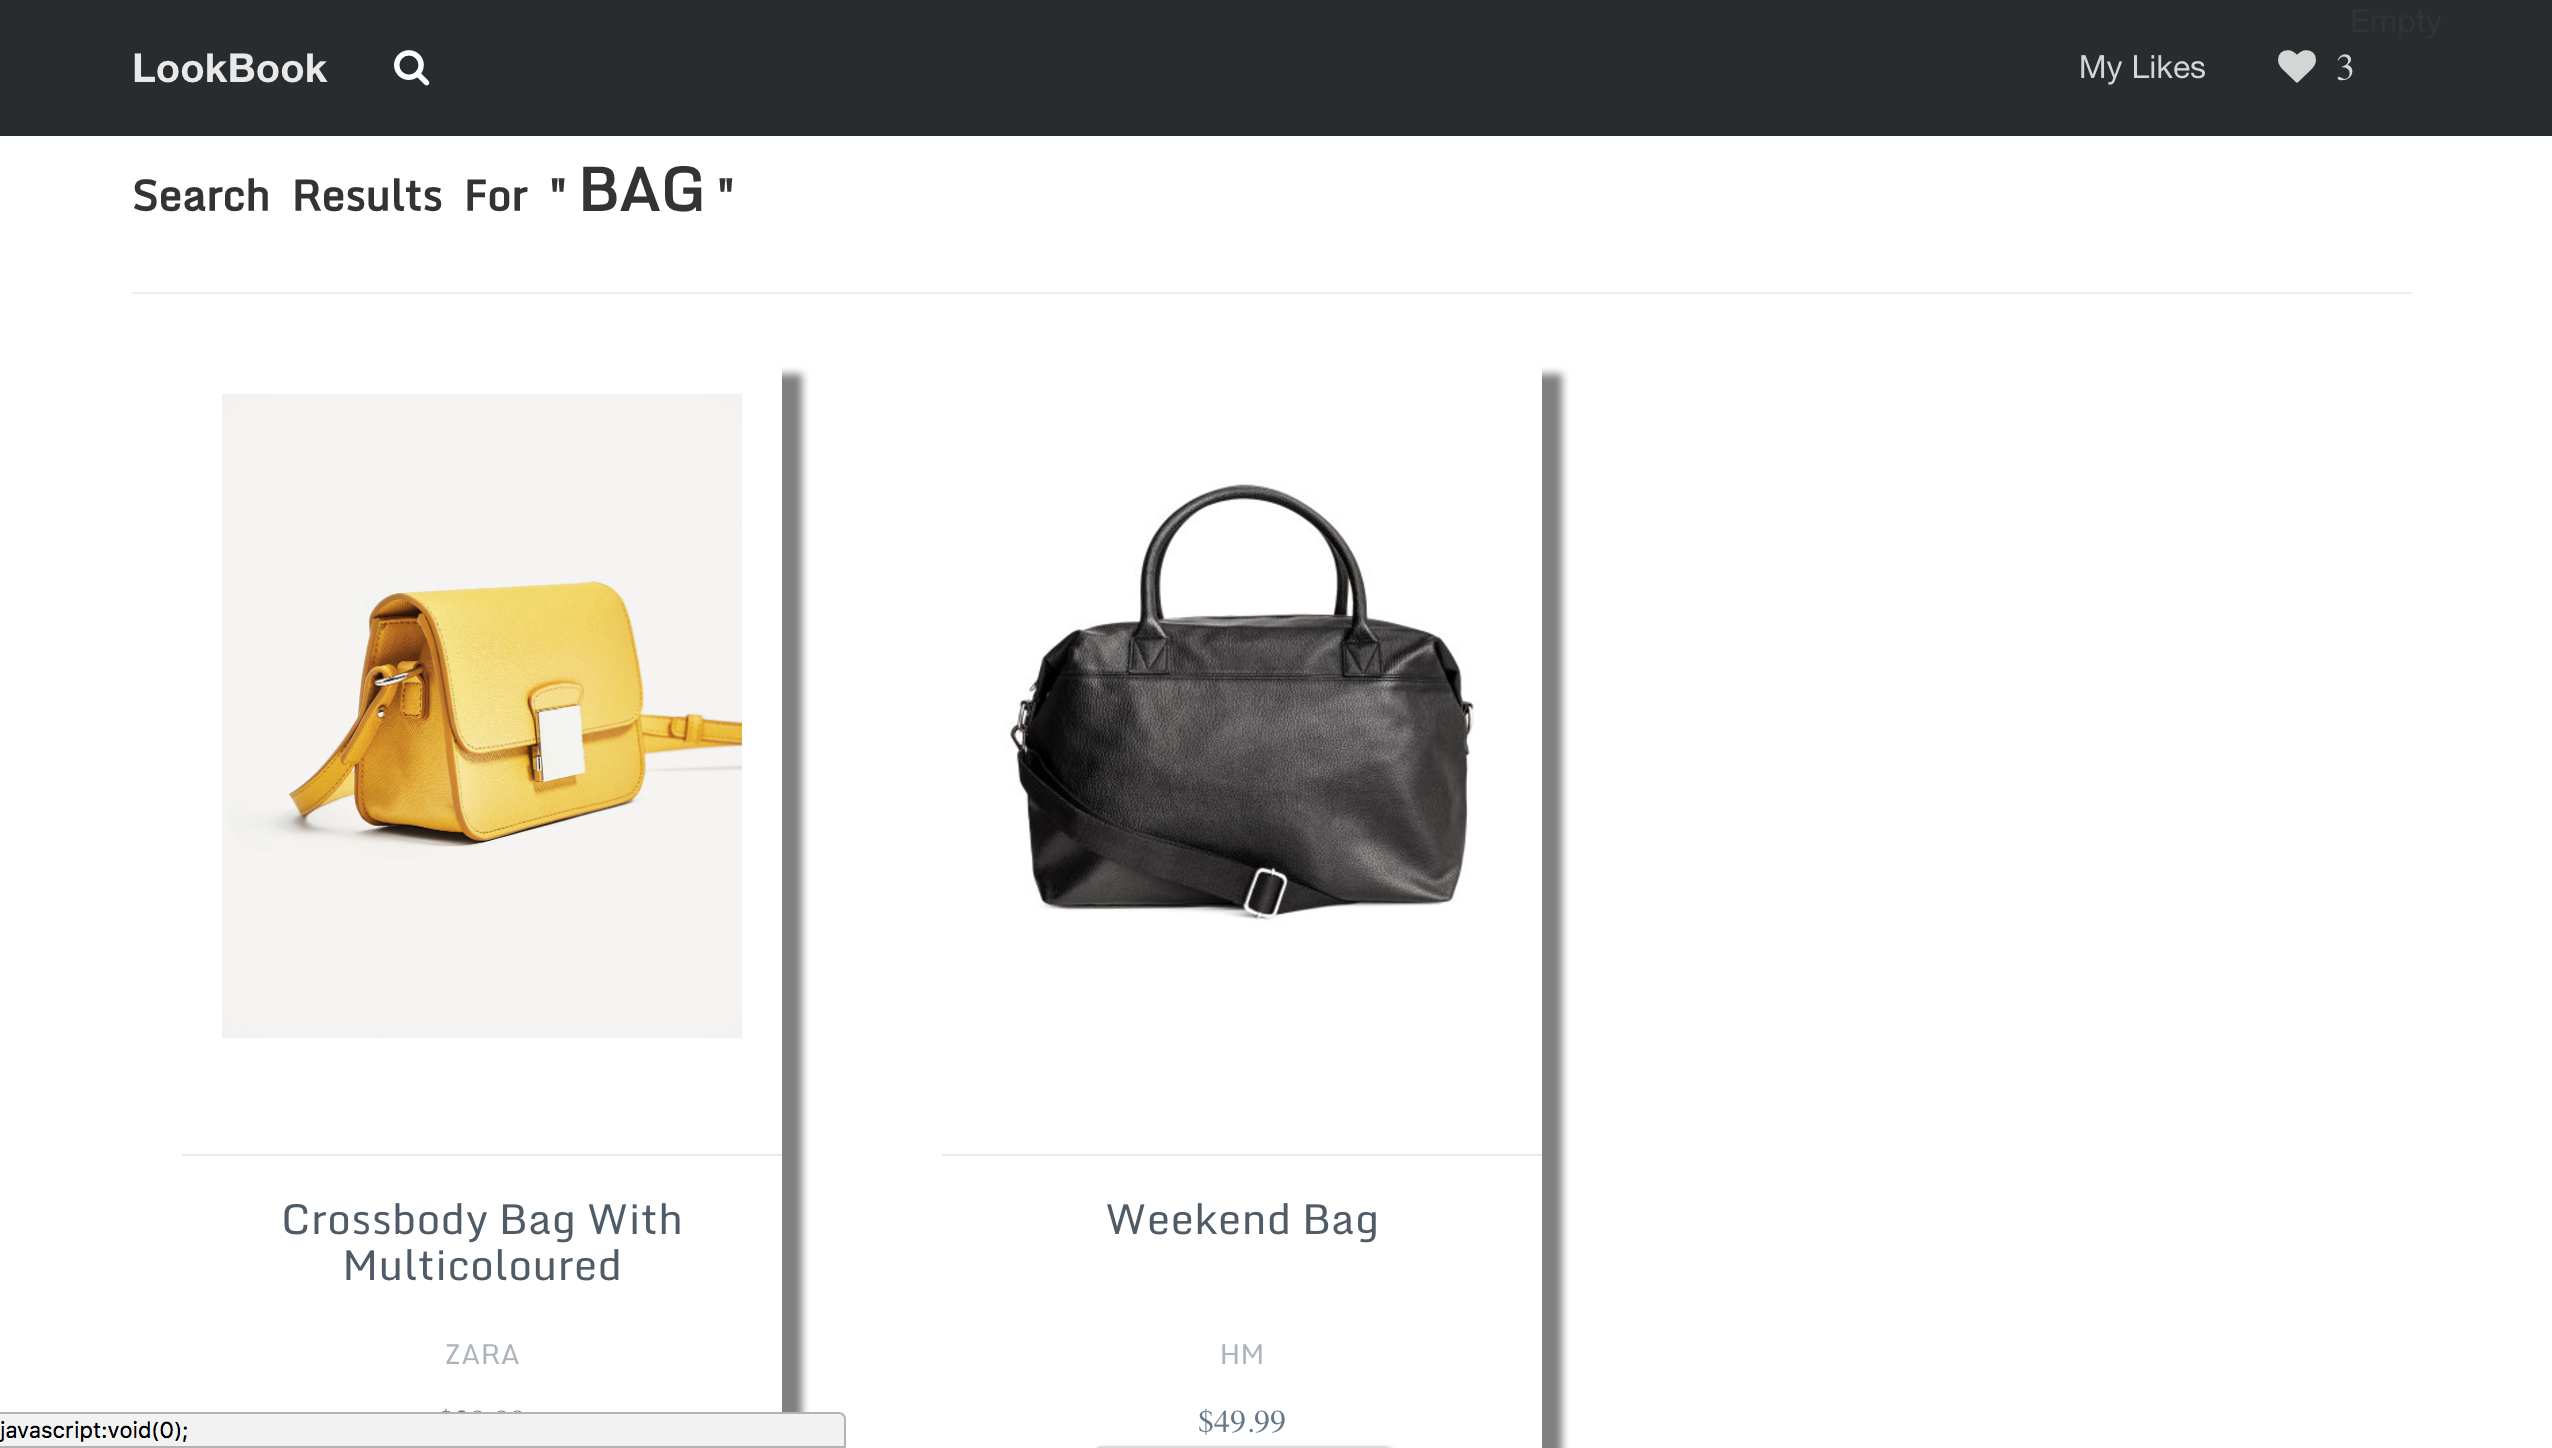 Empty
LookBook
My Likes
3
Search Results For " BAG "
Crossbody Bag With
Multicoloured
Weekend Bag
ZARA
HM
$49.99
javascript:void(0);